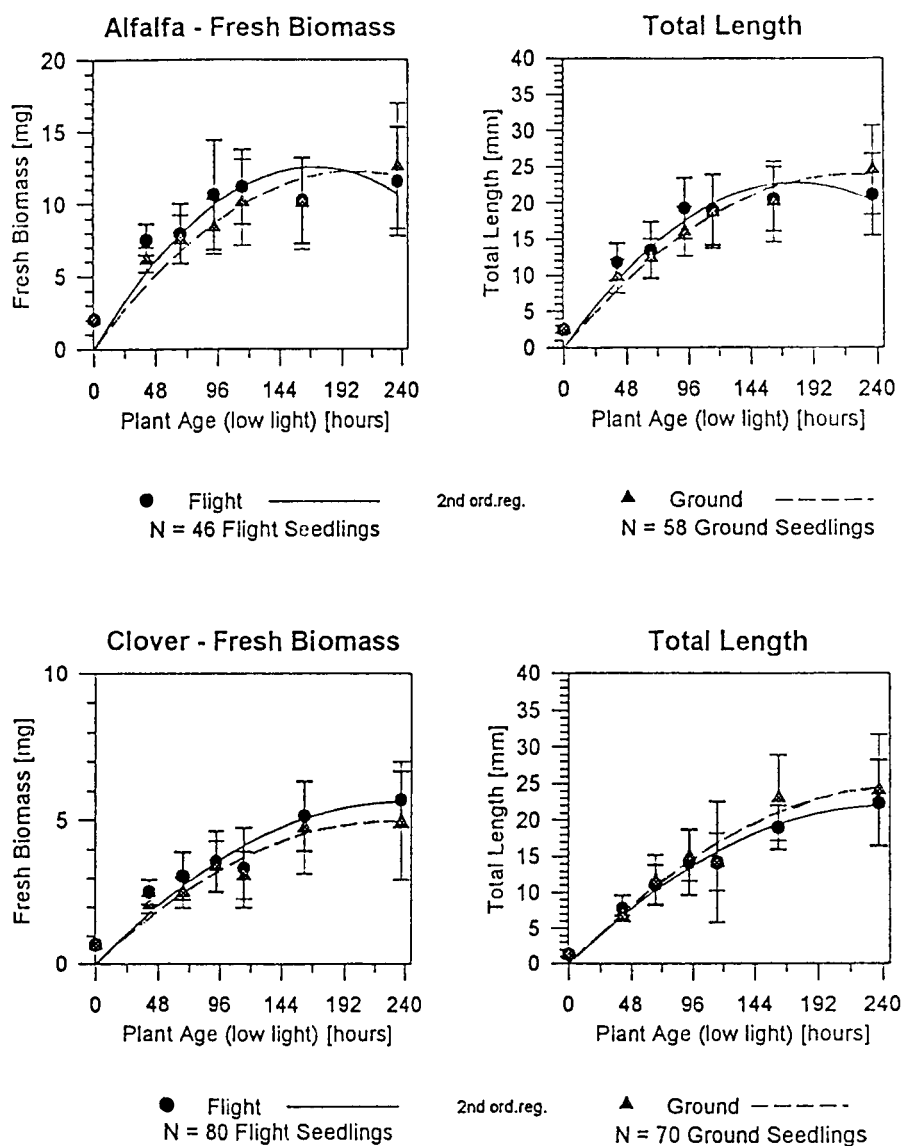 Alfalfa - Fresh Biomass
Fresh Biomass [mg]
20
15
10
5
0
0 48 96 144 192 240
Plant Age (low light) [hours]
Total Length
Total Length [mm]
40
35
30
25
20
15
10
5
0
0 48 96 144 192 240
Plant Age (low light) [hours]
Flight 2nd ord.reg. Ground
N = 46 Flight Seedlings N = 58 Ground Seedlings
Clover - Fresh Biomass
Fresh Biomass [mg]
10
5
0
0 48 96 144 192 240
Plant Age (low light) [hours]
Total Length
Total Length [mm]
40
35
30
25
20
15
10
5
0
0 48 96 144 192 240
Plant Age (low light) [hours]
Flight 2nd ord.reg. Ground
N = 80 Flight Seedlings N = 70 Ground Seedlings